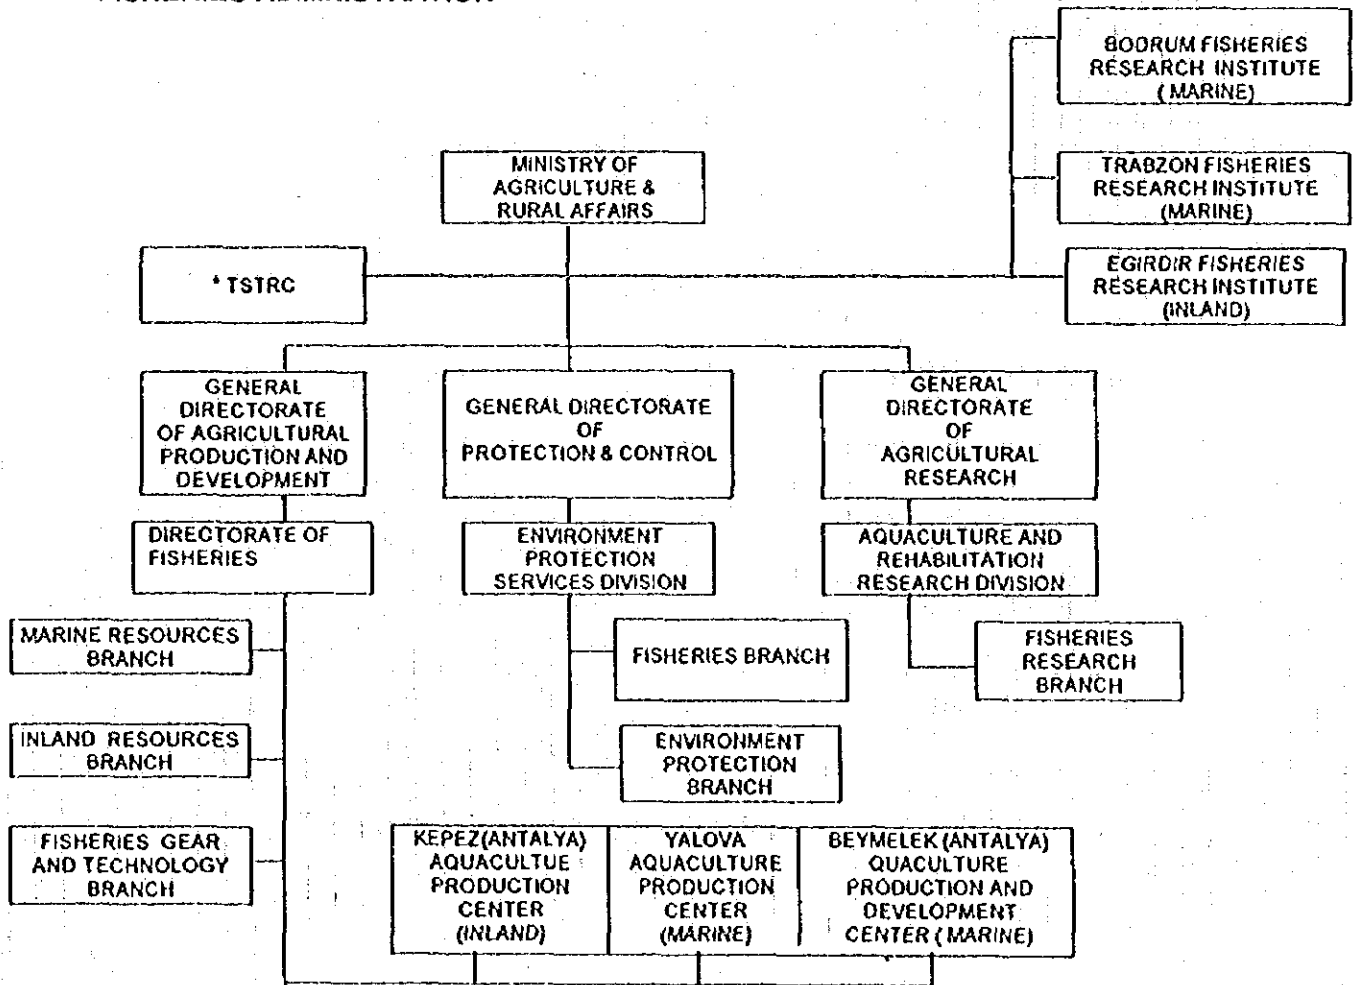 BODRUM FISHERIES
RESEARCH INSTITUTE
( MARINE)
MINISTRY OF
AGRICULTURE &
RURAL AFFAIRS
TRABZON FISHERIES
RESEARCH INSTITUTE
(MARINE)
* TSTRC
EGIRDIR FISHERIES
RESEARCH INSTITUTE
(INLAND)
GENERAL
DIRECTORATE
OF AGRICULTURAL
PRODUCTION AND
DEVELOPMENT
GENERAL DIRECTORATE
OF
PROTECTION & CONTROL
GENERAL
DIRECTORATE
OF
AGRICULTURAL
RESEARCH
DIRECTORATE OF
FISHERIES
ENVIRONMENT
PROTECTION
SERVICES DIVISION
AQUACULTURE AND
REHABILITATION
RESEARCH DIVISION
MARINE RESOURCES
BRANCH
FISHERIES BRANCH
FISHERIES
RESEARCH
BRANCH
INLAND RESOURCES
BRANCH
ENVIRONMENT
PROTECTION
BRANCH
FISHERIES GEAR
AND TECHNOLOGY
BRANCH
KEPEZ(ANTALYA)
AQUACULTUE
PRODUCTION
CENTER
(INLAND)
YALOVA
AQUACULTURE
PRODUCTION
CENTER
(MARINE)
BEYMELEK (ANTALYA)
QUACULTURE
PRODUCTION AND
DEVELOPMENT
CENTER ( MARINE)